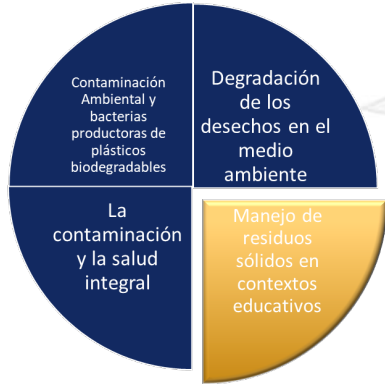 Contaminación
Ambiental y
bacterias
productoras de
plásticos
biodegradables
Degradación
de los
desechos en el
medio
ambiente
La
contaminación
y la salud
integral
Manejo de
residuos
sólidos en
contextos
educativos